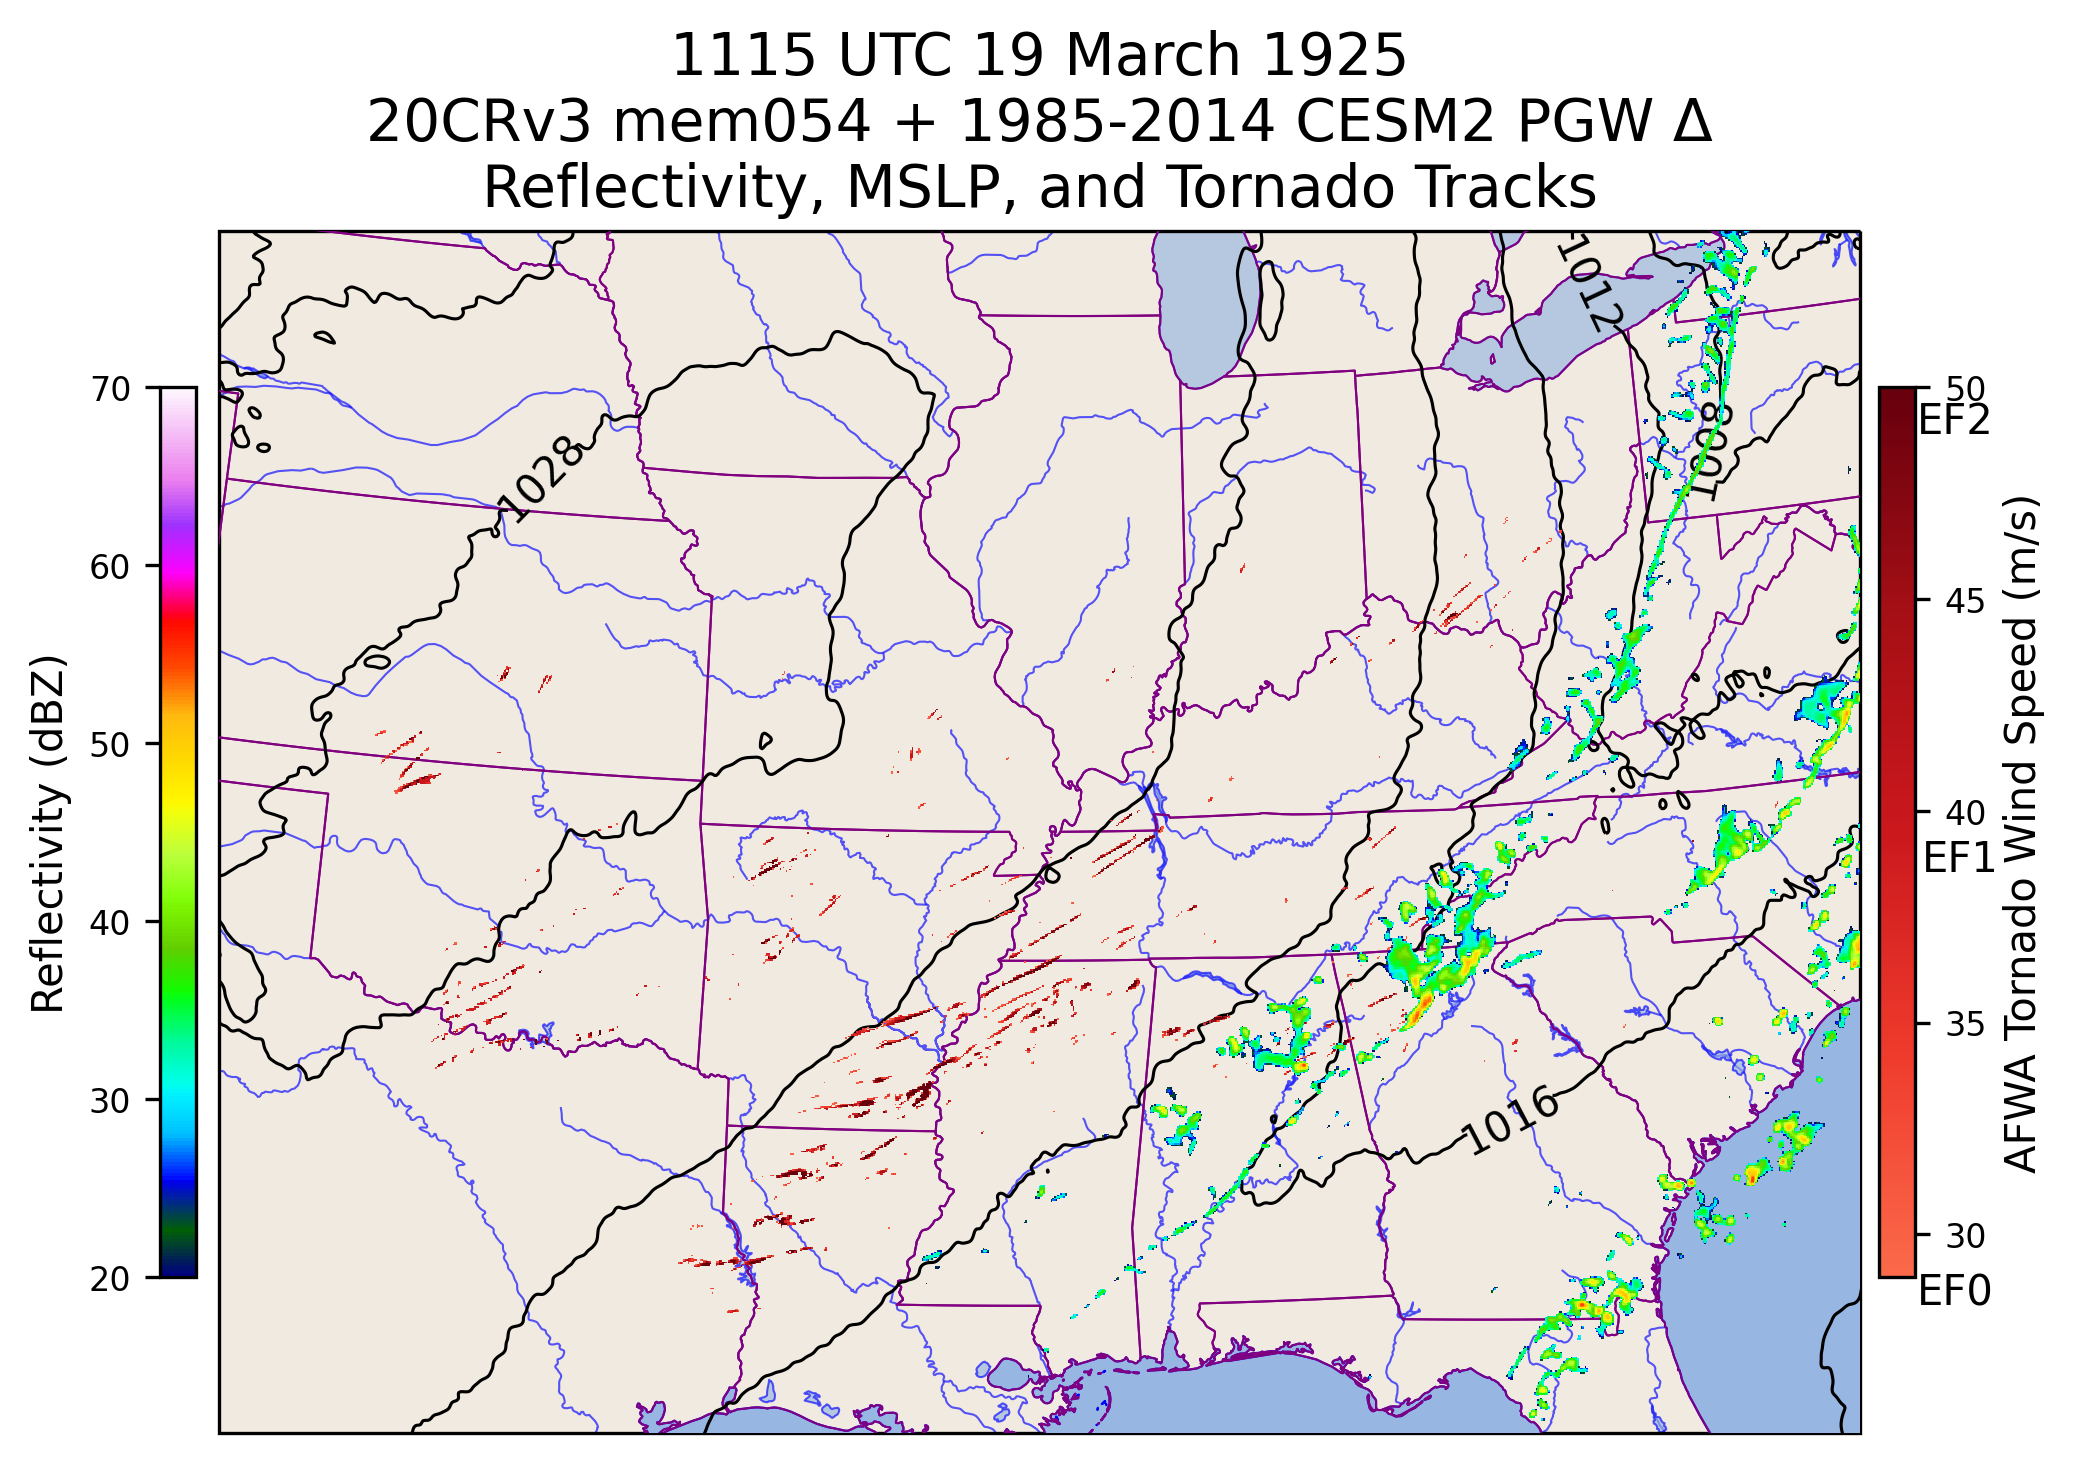 1115 UTC 19 March 1925
20CRv3 mem054 + 1985-2014 CESM2 PGW Δ
Reflectivity, MSLP, and Tornado Tracks
Reflectivity (dBZ)
70
60
50
40
30
20
1028
1012
1008
1016
50
EF2
45
40
EF1
35
30
EF0
AFWA Tornado Wind Speed (m/s)